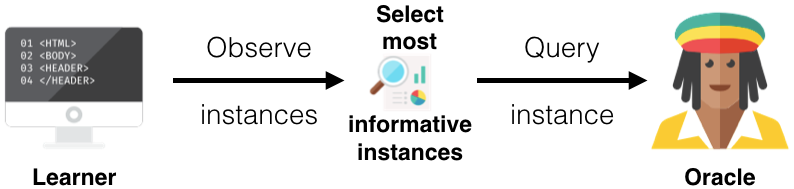 01 <HTML>
02 <BODY>
03 <HEADER>
04 </HEADER>
Learner
Observe
instances
Select
most
informative
instances
Query
instance
Oracle